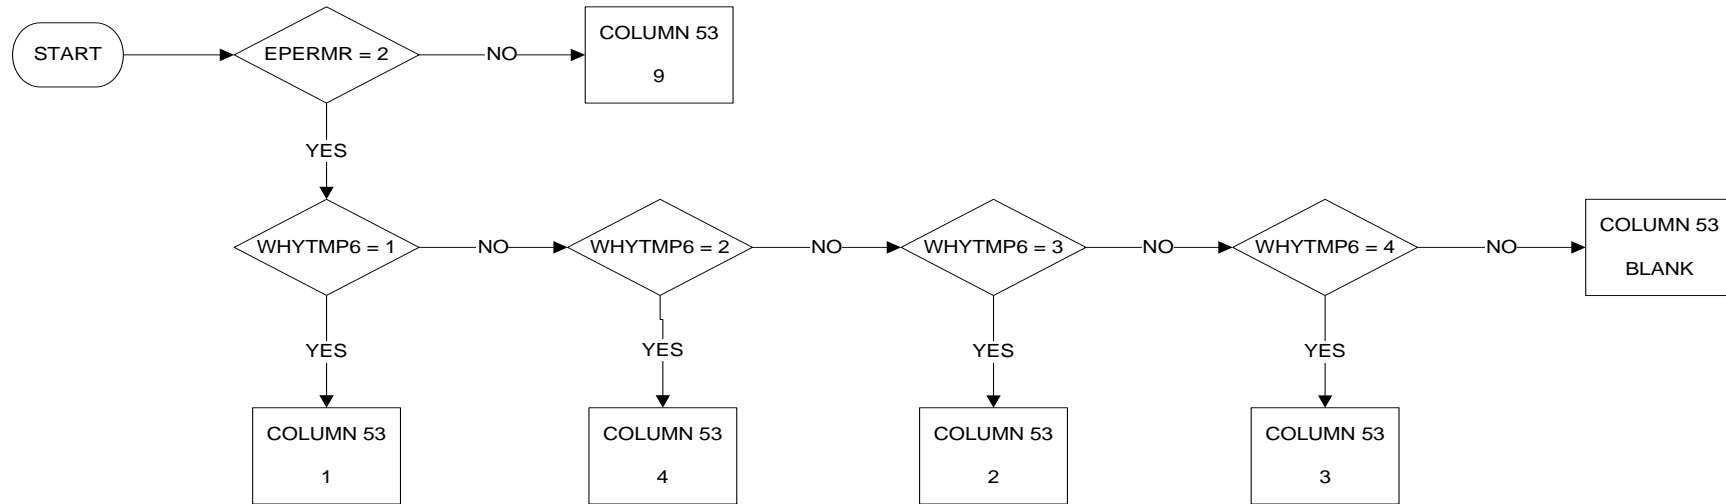 START
EPERMR = 2
NO
COLUMN 53
9
YES
WHYTMP6 = 1
NO
WHYTMP6 = 2
NO
WHYTMP6 = 3
NO
WHYTMP6 = 4
NO
COLUMN 53
BLANK
YES
YES
YES
YES
COLUMN 53
1
COLUMN 53
4
COLUMN 53
2
COLUMN 53
3